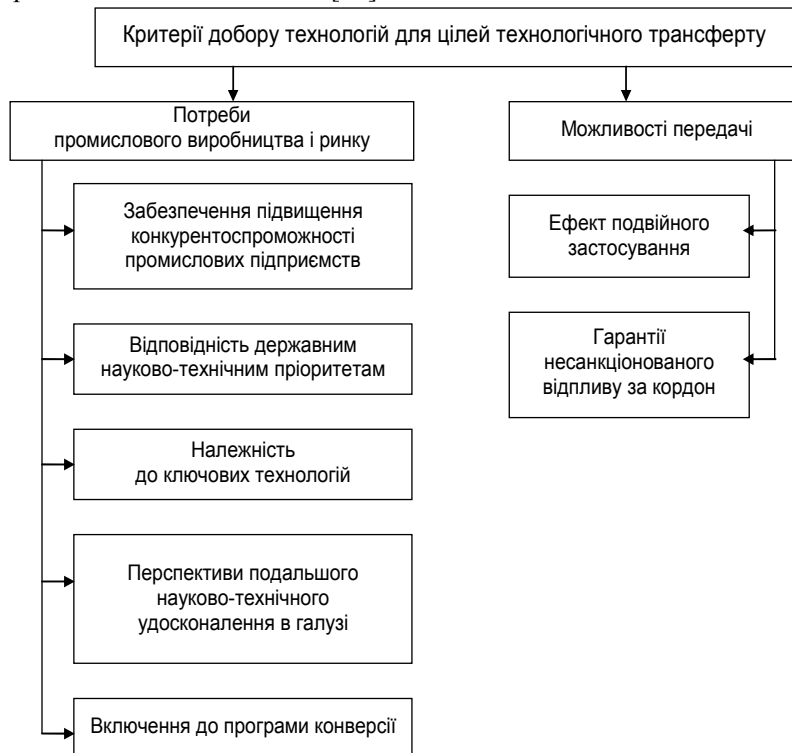 Критерії добору технологій для цілей технологічного трансферту
Потреби
промислового виробництва і ринку
Забезпечення підвищення
конкурентоспроможності
промислових підприємств
Відповідність державним
науково-технічним пріоритетам
Належність
до ключових технологій
Перспективи подальшого
науково-технічного
удосконалення в галузі
Включення до програми конверсії
Можливості передачі
Ефект подвійного
застосування
Гарантії
несанкціонованого
відпливу за кордон